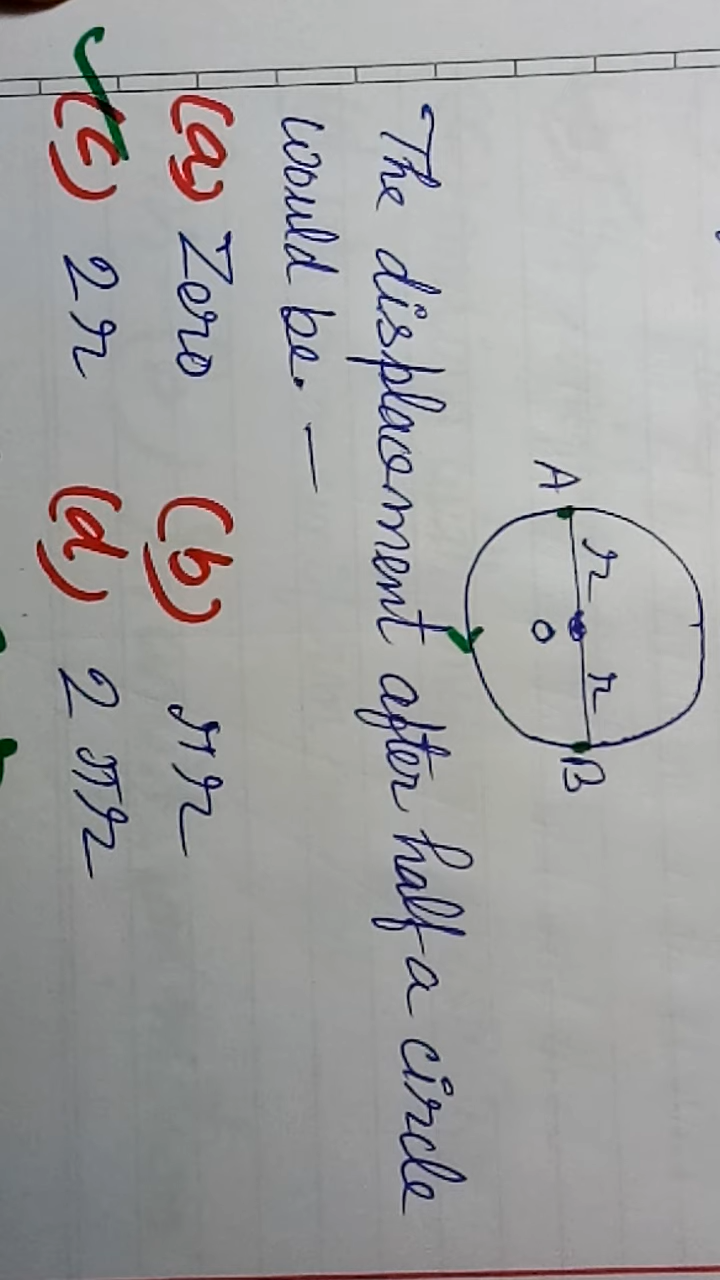 A r O r B
The displacement after half a circle
would be. —
(a) Zero (b) πr
(c) 2r (d) 2πr